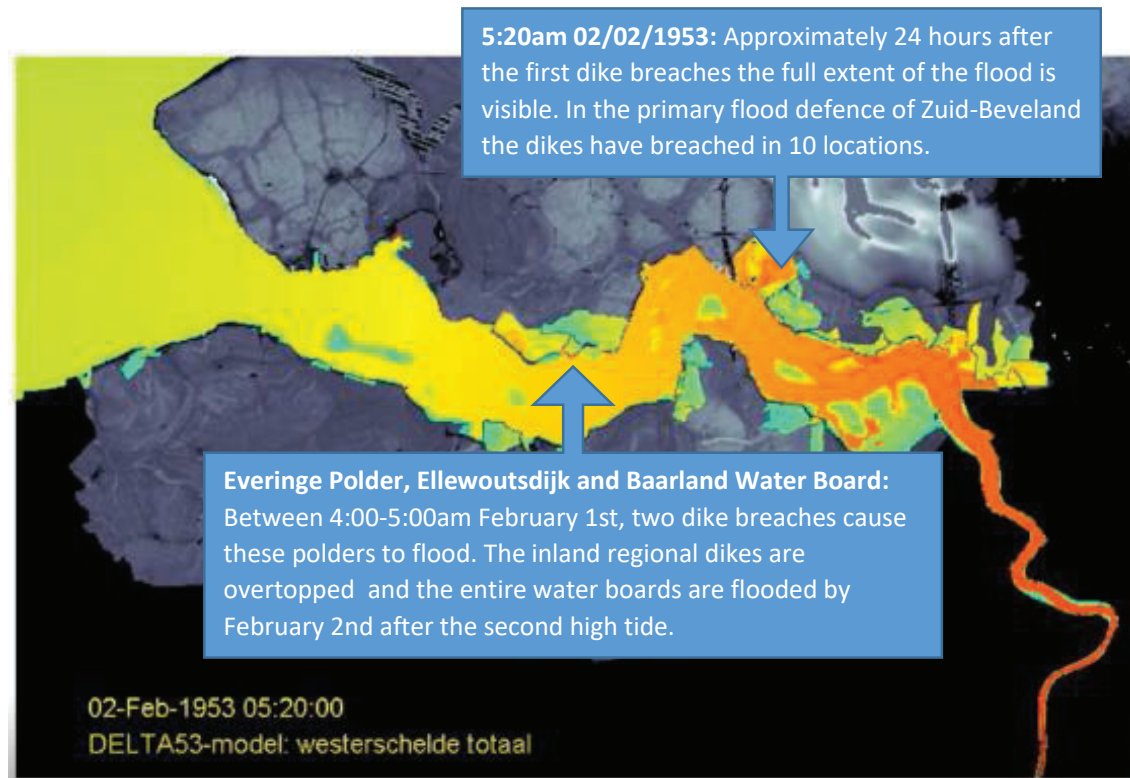 5:20am 02/02/1953: Approximately 24 hours after
the first dike breaches the full extent of the flood is
visible. In the primary flood defence of Zuid-Beveland
the dikes have breached in 10 locations.
Everinge Polder, Ellewoutsdijk and Baarland Water Board:
Between 4:00-5:00am February 1st, two dike breaches cause
these polders to flood. The inland regional dikes are
overtopped  and the entire water boards are flooded by
February 2nd after the second high tide.
02-Feb-1953 05:20:00
DELTA53-model: westerschelde totaal